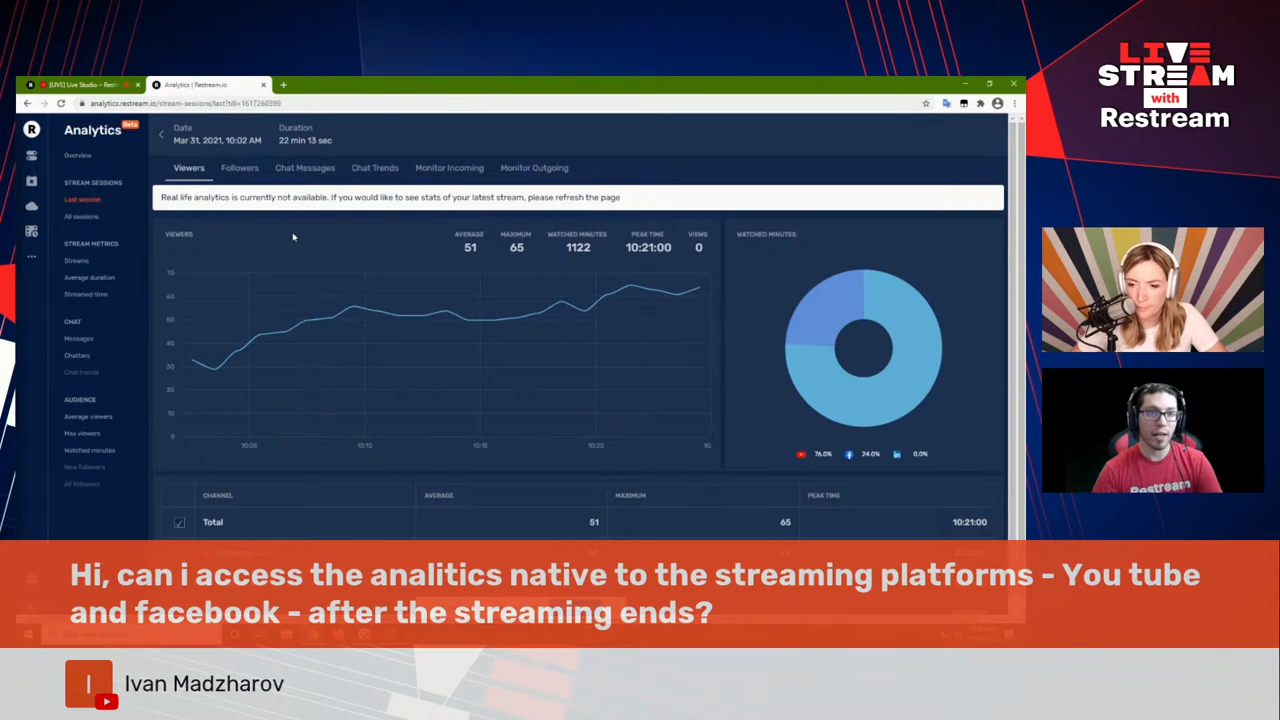 LIVE
STREAM
with
Restream
[LIVE] Live Studio – Restr
Analytics | Restream.io
analytics.restream.io/stream-sessions/last?till=1617260399
R
Analytics Beta
Overview
STREAM SESSIONS
Last session
All sessions
STREAM METRICS
Streams
Average duration
Streamed time
CHAT
Messages
Chatters
Chat trends
AUDIENCE
Average viewers
Max viewers
Watched minutes
New followers
All followers
Date
Mar 31, 2021, 10:02 AM
Duration
22 min 13 sec
Viewers Followers Chat Messages Chat Trends Monitor Incoming Monitor Outgoing
Real life analytics is currently not available. If you would like to see stats of your latest stream, please refresh the page
VIEWERS
AVERAGE MAXIMUM WATCHED MINUTES PEAK TIME VIEWS
51 65 1122 10:21:00 0
70
60
50
40
30
20
10
0
10:05 10:10 10:15 10:20 10:
WATCHED MINUTES
76.0% 24.0% 0.0%
CHANNEL AVERAGE MAXIMUM PEAK TIME
Total 51 65 10:21:00
Restream
Hi, can i access the analitics native to the streaming platforms - You tube
and facebook - after the streaming ends?
I
Ivan Madzharov